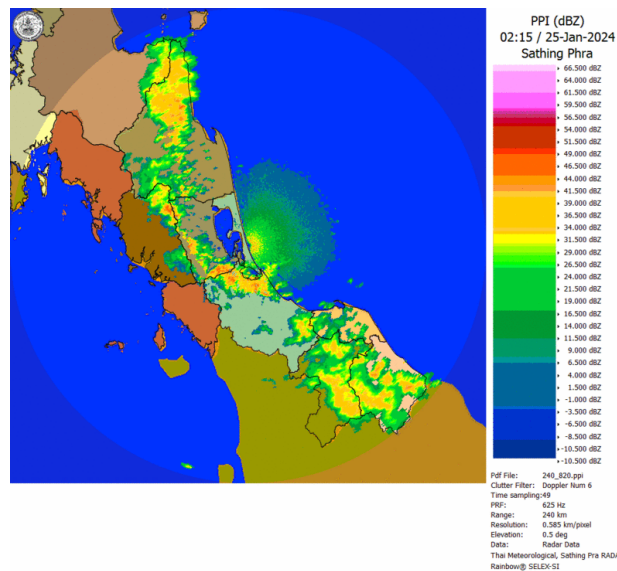 PPI (dBZ)
02:15 / 25-Jan-2024
Sathing Phra
66.500 dBZ
64.000 dBZ
61.500 dBZ
59.500 dBZ
56.500 dBZ
54.000 dBZ
51.500 dBZ
49.000 dBZ
46.500 dBZ
44.000 dBZ
41.500 dBZ
39.000 dBZ
36.500 dBZ
34.000 dBZ
31.500 dBZ
29.000 dBZ
26.500 dBZ
24.000 dBZ
21.500 dBZ
19.000 dBZ
16.500 dBZ
14.000 dBZ
11.500 dBZ
9.000 dBZ
6.500 dBZ
4.000 dBZ
1.500 dBZ
-1.000 dBZ
-3.500 dBZ
-6.500 dBZ
-8.500 dBZ
-10.500 dBZ
-10.500 dBZ
Pdf File: 240_820.ppi
Clutter Filter: Doppler Num 6
Time sampling:49
PRF: 625 Hz
Range: 240 km
Resolution: 0.585 km/pixel
Elevation: 0.5 deg
Data: Radar Data
Thai Meteorological, Sathing Pra RADA
Rainbow® SELEX-SI